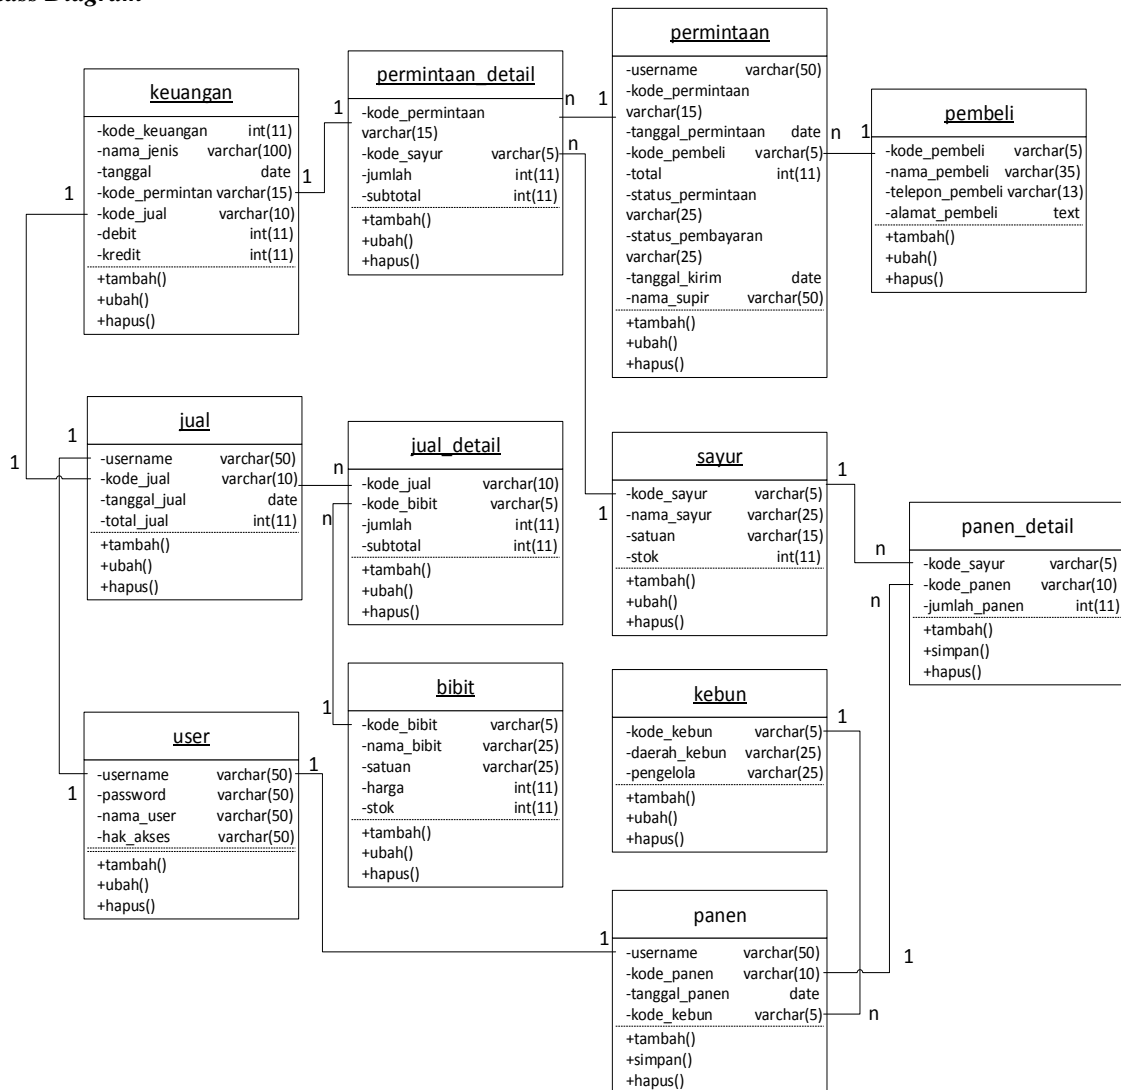 permintaan
-username varchar(50)
-kode_permintaan
varchar(15)
-tanggal_permintaan date
-kode_pembeli varchar(5)
-total int(11)
-status_permintaan
varchar(25)
-status_pembayaran
varchar(25)
-tanggal_kirim date
-nama_supir varchar(50)
+tambah()
+ubah()
+hapus()
permintaan_detail
-kode_permintaan
varchar(15)
-kode_sayur varchar(5)
-jumlah int(11)
-subtotal int(11)
+tambah()
+ubah()
+hapus()
keuangan
-kode_keuangan int(11)
-nama_jenis varchar(100)
-tanggal date
-kode_permintan varchar(15)
-kode_jual varchar(10)
-debit int(11)
-kredit int(11)
+tambah()
+ubah()
+hapus()
pembeli
-kode_pembeli varchar(5)
-nama_pembeli varchar(35)
-telepon_pembeli varchar(13)
-alamat_pembeli text
+tambah()
+ubah()
+hapus()
1
1
n
1
n
n
1
1
jual
-username varchar(50)
-kode_jual varchar(10)
-tanggal_jual date
-total_jual int(11)
+tambah()
+ubah()
+hapus()
jual_detail
-kode_jual varchar(10)
-kode_bibit varchar(5)
-jumlah int(11)
-subtotal int(11)
+tambah()
+ubah()
+hapus()
sayur
-kode_sayur varchar(5)
-nama_sayur varchar(25)
-satuan varchar(15)
-stok int(11)
+tambah()
+ubah()
+hapus()
panen_detail
-kode_sayur varchar(5)
-kode_panen varchar(10)
-jumlah_panen int(11)
+tambah()
+simpan()
+hapus()
1
1
n
n
1
1
n
n
user
-username varchar(50)
-password varchar(50)
-nama_user varchar(50)
-hak_akses varchar(50)
+tambah()
+ubah()
+hapus()
bibit
-kode_bibit varchar(5)
-nama_bibit varchar(25)
-satuan varchar(25)
-harga int(11)
-stok int(11)
+tambah()
+ubah()
+hapus()
kebun
-kode_kebun varchar(5)
-daerah_kebun varchar(25)
-pengelola varchar(25)
+tambah()
+ubah()
+hapus()
panen
-username varchar(50)
-kode_panen varchar(10)
-tanggal_panen date
-kode_kebun varchar(5)
+tambah()
+simpan()
+hapus()
1
1
1
1
1
1
n